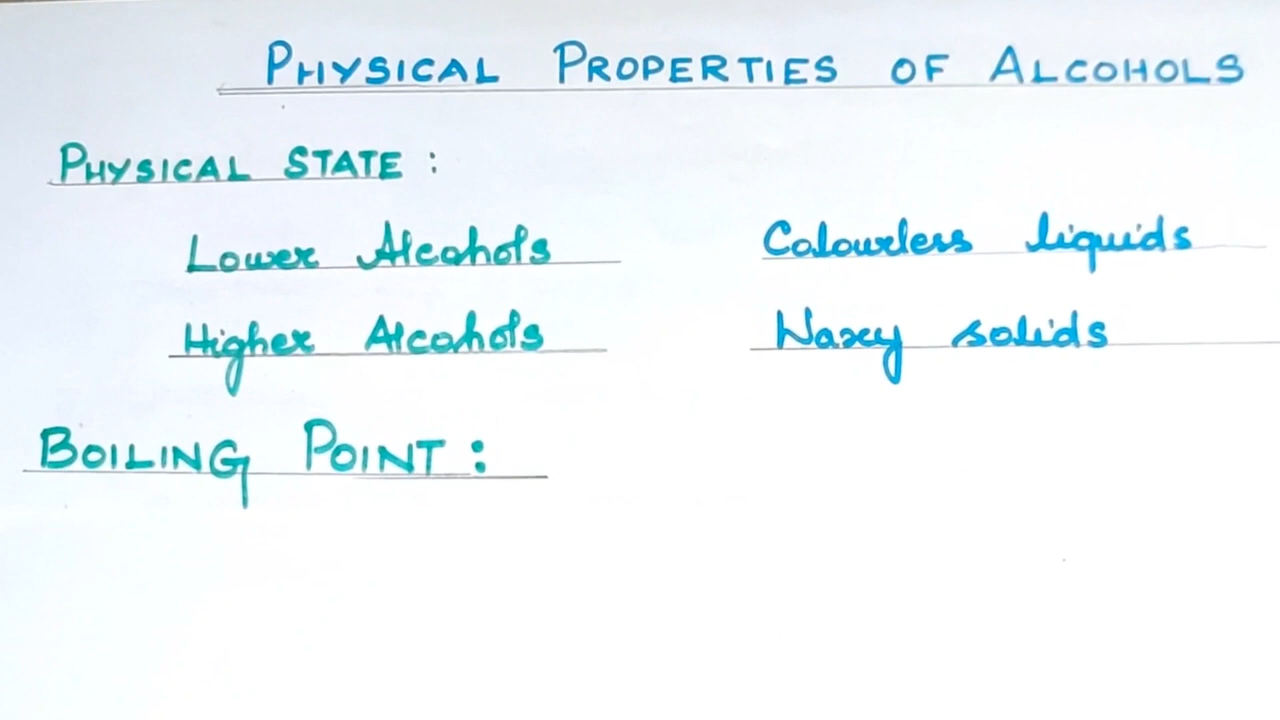 PHYSICAL PROPERTIES OF ALCOHOLS
PHYSICAL STATE :
Lower Alcohols Colourless liquids
Higher Alcohols Waxy solids
BOILING POINT :